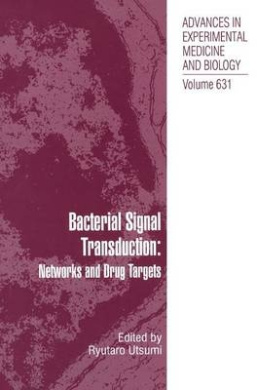 ADVANCES IN
EXPERIMENTAL
MEDICINE
AND BIOLOGY
Volume 631
Bacterial Signal
Transduction:
Networks and Drug Targets
Edited by
Ryutaro Utsumi